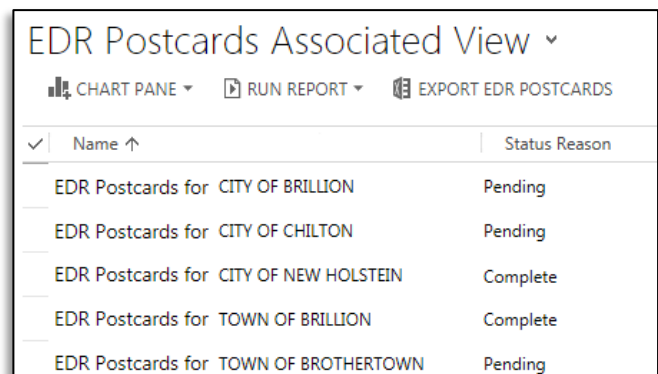 EDR Postcards Associated View
CHART PANE RUN REPORT EXPORT EDR POSTCARDS
Name Status Reason
EDR Postcards for CITY OF BRILLION Pending
EDR Postcards for CITY OF CHILTON Pending
EDR Postcards for CITY OF NEW HOLSTEIN Complete
EDR Postcards for TOWN OF BRILLION Complete
EDR Postcards for TOWN OF BROTHERTOWN Pending